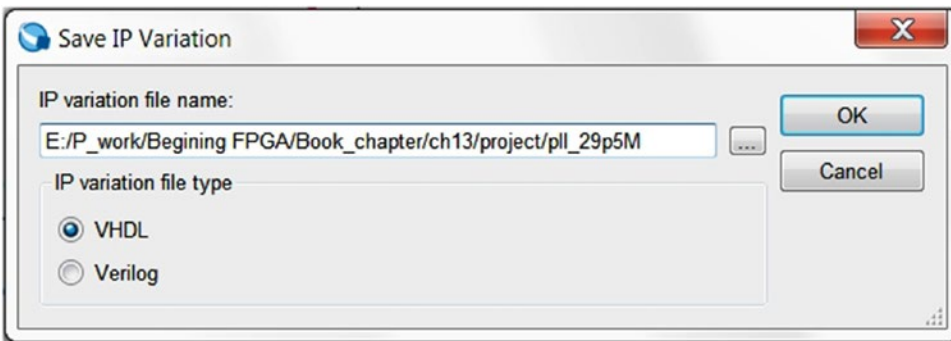 Save IP Variation
IP variation file name:
E:/P_work/Begining FPGA/Book_chapter/ch13/project/pll_29p5M
...
OK
Cancel
IP variation file type
VHDL
Verilog